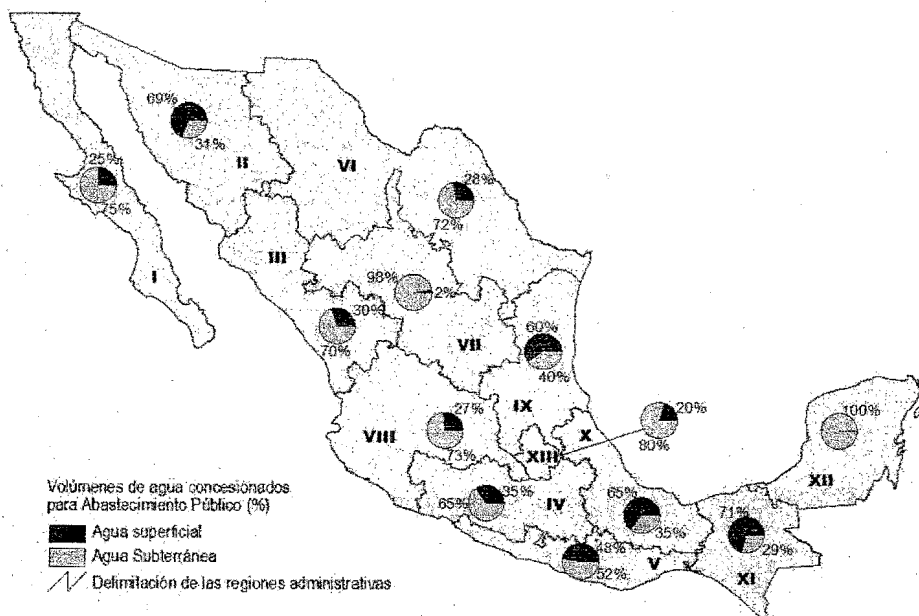 69%
31%
II
VI
25%
75%
28%
72%
III
I
98%
2%
30%
70%
VII
60%
40%
IX
X
27%
73%
VIII
XIII
20%
80%
100%
XII
65%
35%
IV
65%
35%
71%
29%
XI
48%
52%
V
Volúmenes de agua concesionados
para Abastecimiento Público (%)
Agua superficial
Agua Subterránea
Delimitación de las regiones administrativas